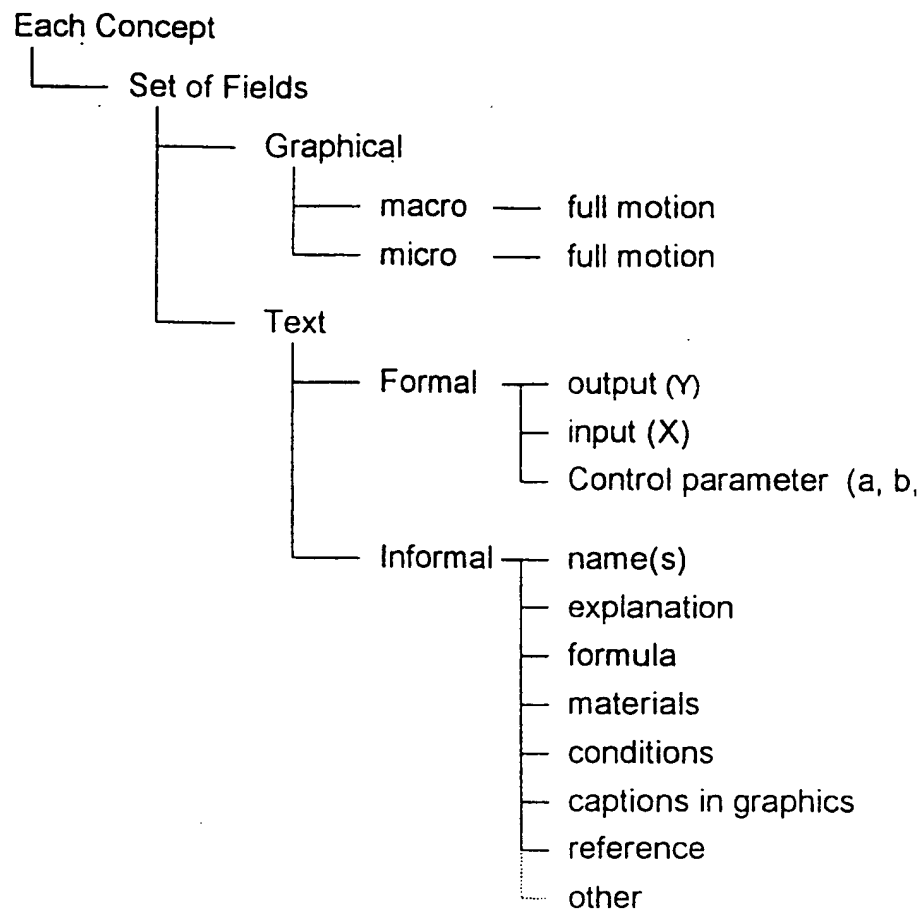 Each Concept
Set of Fields
Graphical
macro — full motion
micro — full motion
Text
Formal
output (Y)
input (X)
Control parameter (a, b,
Informal
name(s)
explanation
formula
materials
conditions
captions in graphics
reference
other